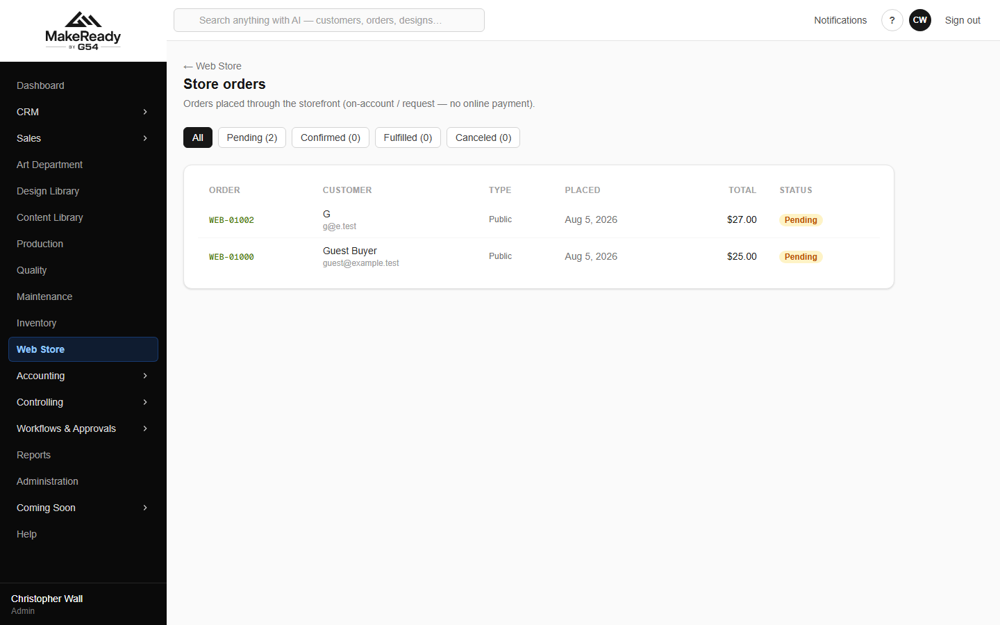 MakeReady
BY G54
Search anything with AI — customers, orders, designs...
Notifications
?
CW
Sign out
Dashboard
CRM
Sales
Art Department
Design Library
Content Library
Production
Quality
Maintenance
Inventory
Web Store
Accounting
Controlling
Workflows & Approvals
Reports
Administration
Coming Soon
Help
Christopher Wall
Admin
← Web Store
Store orders
Orders placed through the storefront (on-account / request — no online payment).
All
Pending (2)
Confirmed (0)
Fulfilled (0)
Canceled (0)
ORDER CUSTOMER TYPE PLACED TOTAL STATUS
WEB-01002 G Public Aug 5, 2026 $27.00 Pending
g@e.test
WEB-01000 Guest Buyer Public Aug 5, 2026 $25.00 Pending
guest@example.test